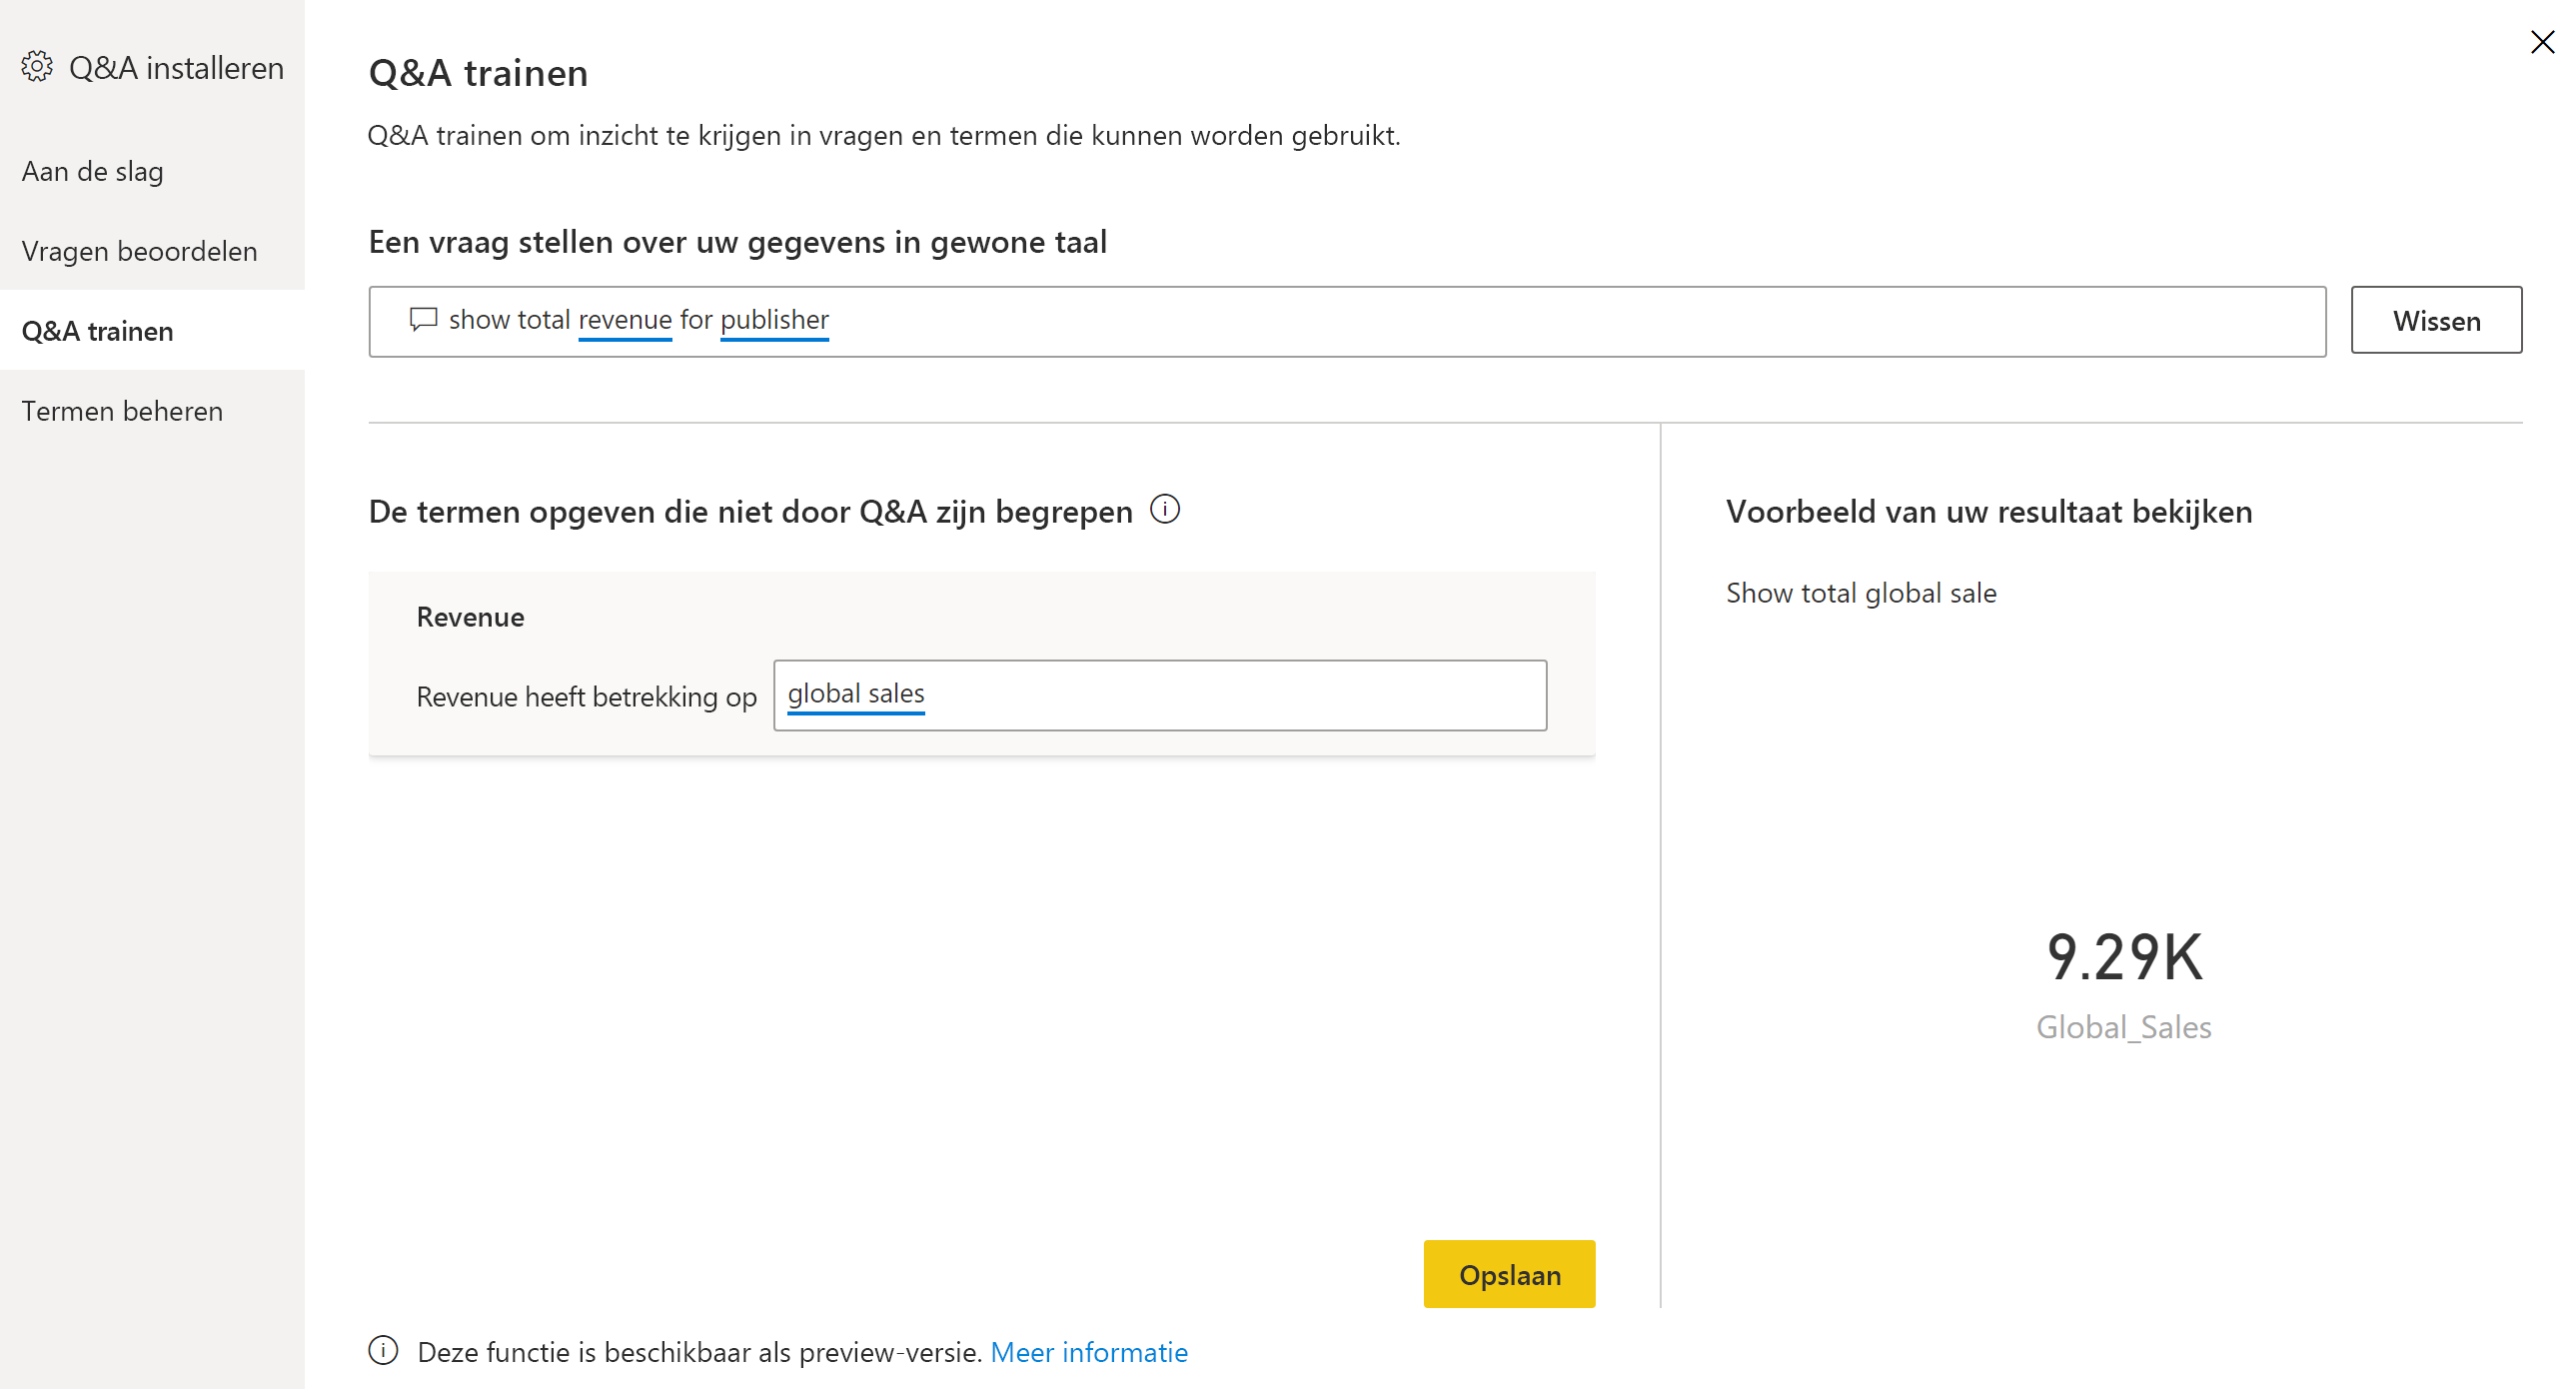 Q&A installeren
Aan de slag
Vragen beoordelen
Q&A trainen
Termen beheren
Q&A trainen
Q&A trainen om inzicht te krijgen in vragen en termen die kunnen worden gebruikt.
Een vraag stellen over uw gegevens in gewone taal
show total revenue for publisher
Wissen
De termen opgeven die niet door Q&A zijn begrepen
Revenue
Revenue heeft betrekking op global sales
Opslaan
Voorbeeld van uw resultaat bekijken
Show total global sale
9.29K
Global_Sales
Deze functie is beschikbaar als preview-versie. Meer informatie